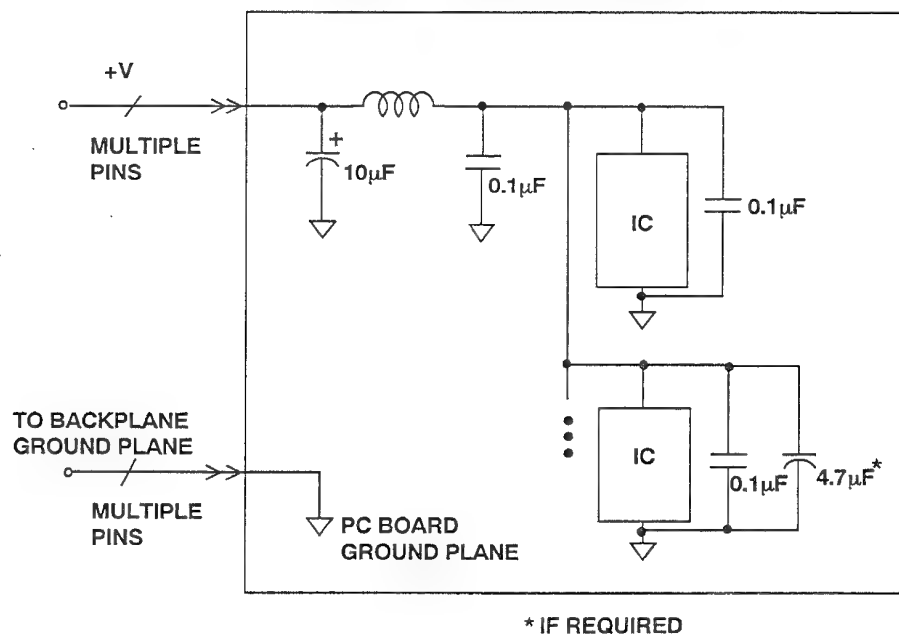 +V
MULTIPLE
PINS
+
10µF
0.1µF
IC
0.1µF
TO BACKPLANE
GROUND PLANE
MULTIPLE
PINS
PC BOARD
GROUND PLANE
IC
0.1µF
4.7µF*
* IF REQUIRED